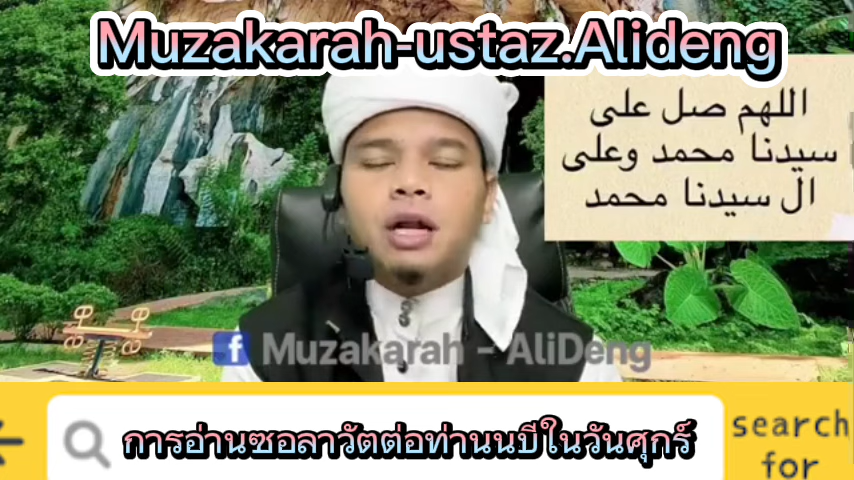 Muzakarah-ustaz.Alideng
اللهم صل على
سيدنا محمد وعلى
ال سيدنا محمد
f Muzakarah - AliDeng
การอ่านซอลาวัตต่อท่านนบีในวันศุกร์
search
for